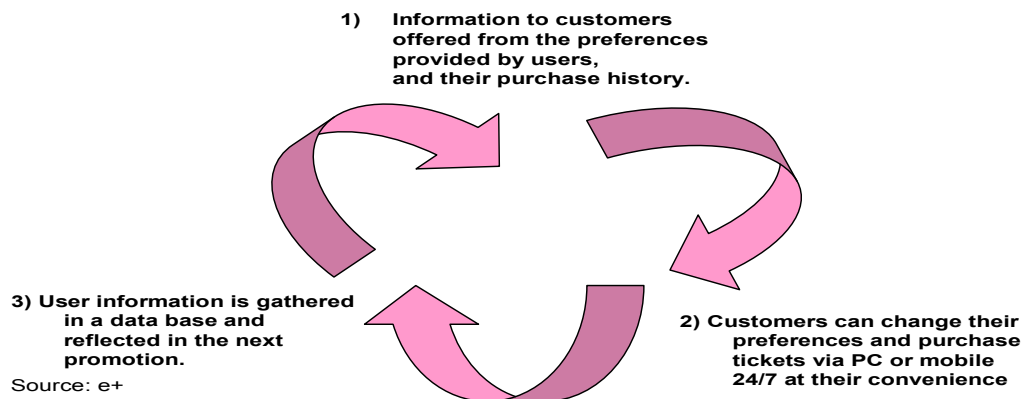 1) Information to customers
offered from the preferences
provided by users,
and their purchase history.
2) Customers can change their
preferences and purchase
tickets via PC or mobile
24/7 at their convenience
3) User information is gathered
in a data base and
reflected in the next
promotion.
Source: e+